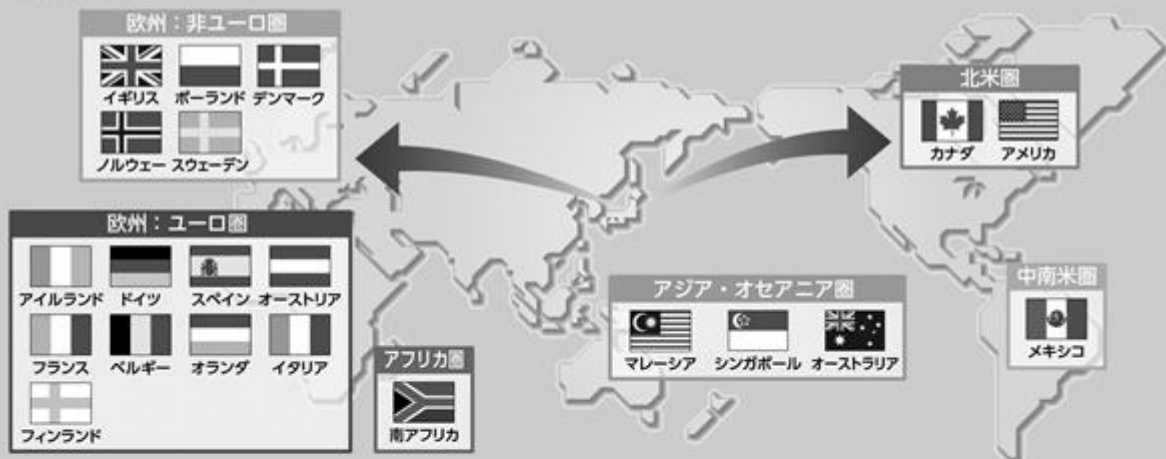 欧州：非ユーロ圏
イギリス ポーランド デンマーク
ノルウェー スウェーデン
北米圏
カナダ アメリカ
欧州：ユーロ圏
アイルランド ドイツ スペイン オーストリア
フランス ベルギー オランダ イタリア
フィンランド
アフリカ圏
南アフリカ
アジア・オセアニア圏
マレーシア シンガポール オーストラリア
中南米圏
メキシコ